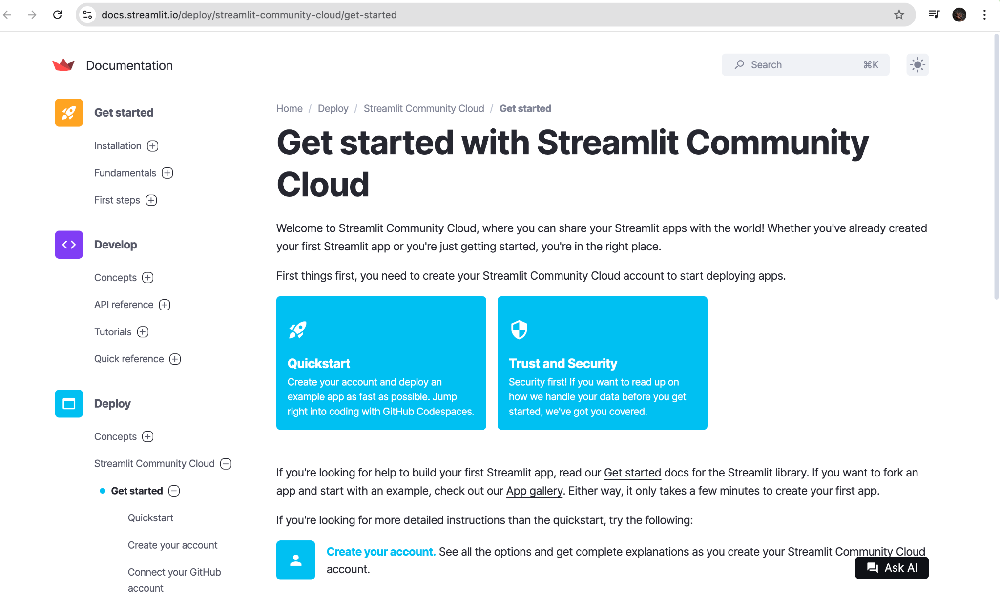 docs.streamlit.io/deploy/streamlit-community-cloud/get-started
Documentation
Search ⌘K
Get started
Installation
Fundamentals
First steps
Develop
Concepts
API reference
Tutorials
Quick reference
Deploy
Concepts
Streamlit Community Cloud
Get started
Quickstart
Create your account
Connect your GitHub
account
Home / Deploy / Streamlit Community Cloud / Get started
Get started with Streamlit Community
Cloud
Welcome to Streamlit Community Cloud, where you can share your Streamlit apps with the world! Whether you've already created
your first Streamlit app or you're just getting started, you're in the right place.
First things first, you need to create your Streamlit Community Cloud account to start deploying apps.
Quickstart
Create your account and deploy an
example app as fast as possible. Jump
right into coding with GitHub Codespaces.
Trust and Security
Security first! If you want to read up on
how we handle your data before you get
started, we've got you covered.
If you're looking for help to build your first Streamlit app, read our Get started docs for the Streamlit library. If you want to fork an
app and start with an example, check out our App gallery. Either way, it only takes a few minutes to create your first app.
If you're looking for more detailed instructions than the quickstart, try the following:
Create your account. See all the options and get complete explanations as you create your Streamlit Community Cloud
account.
Ask AI